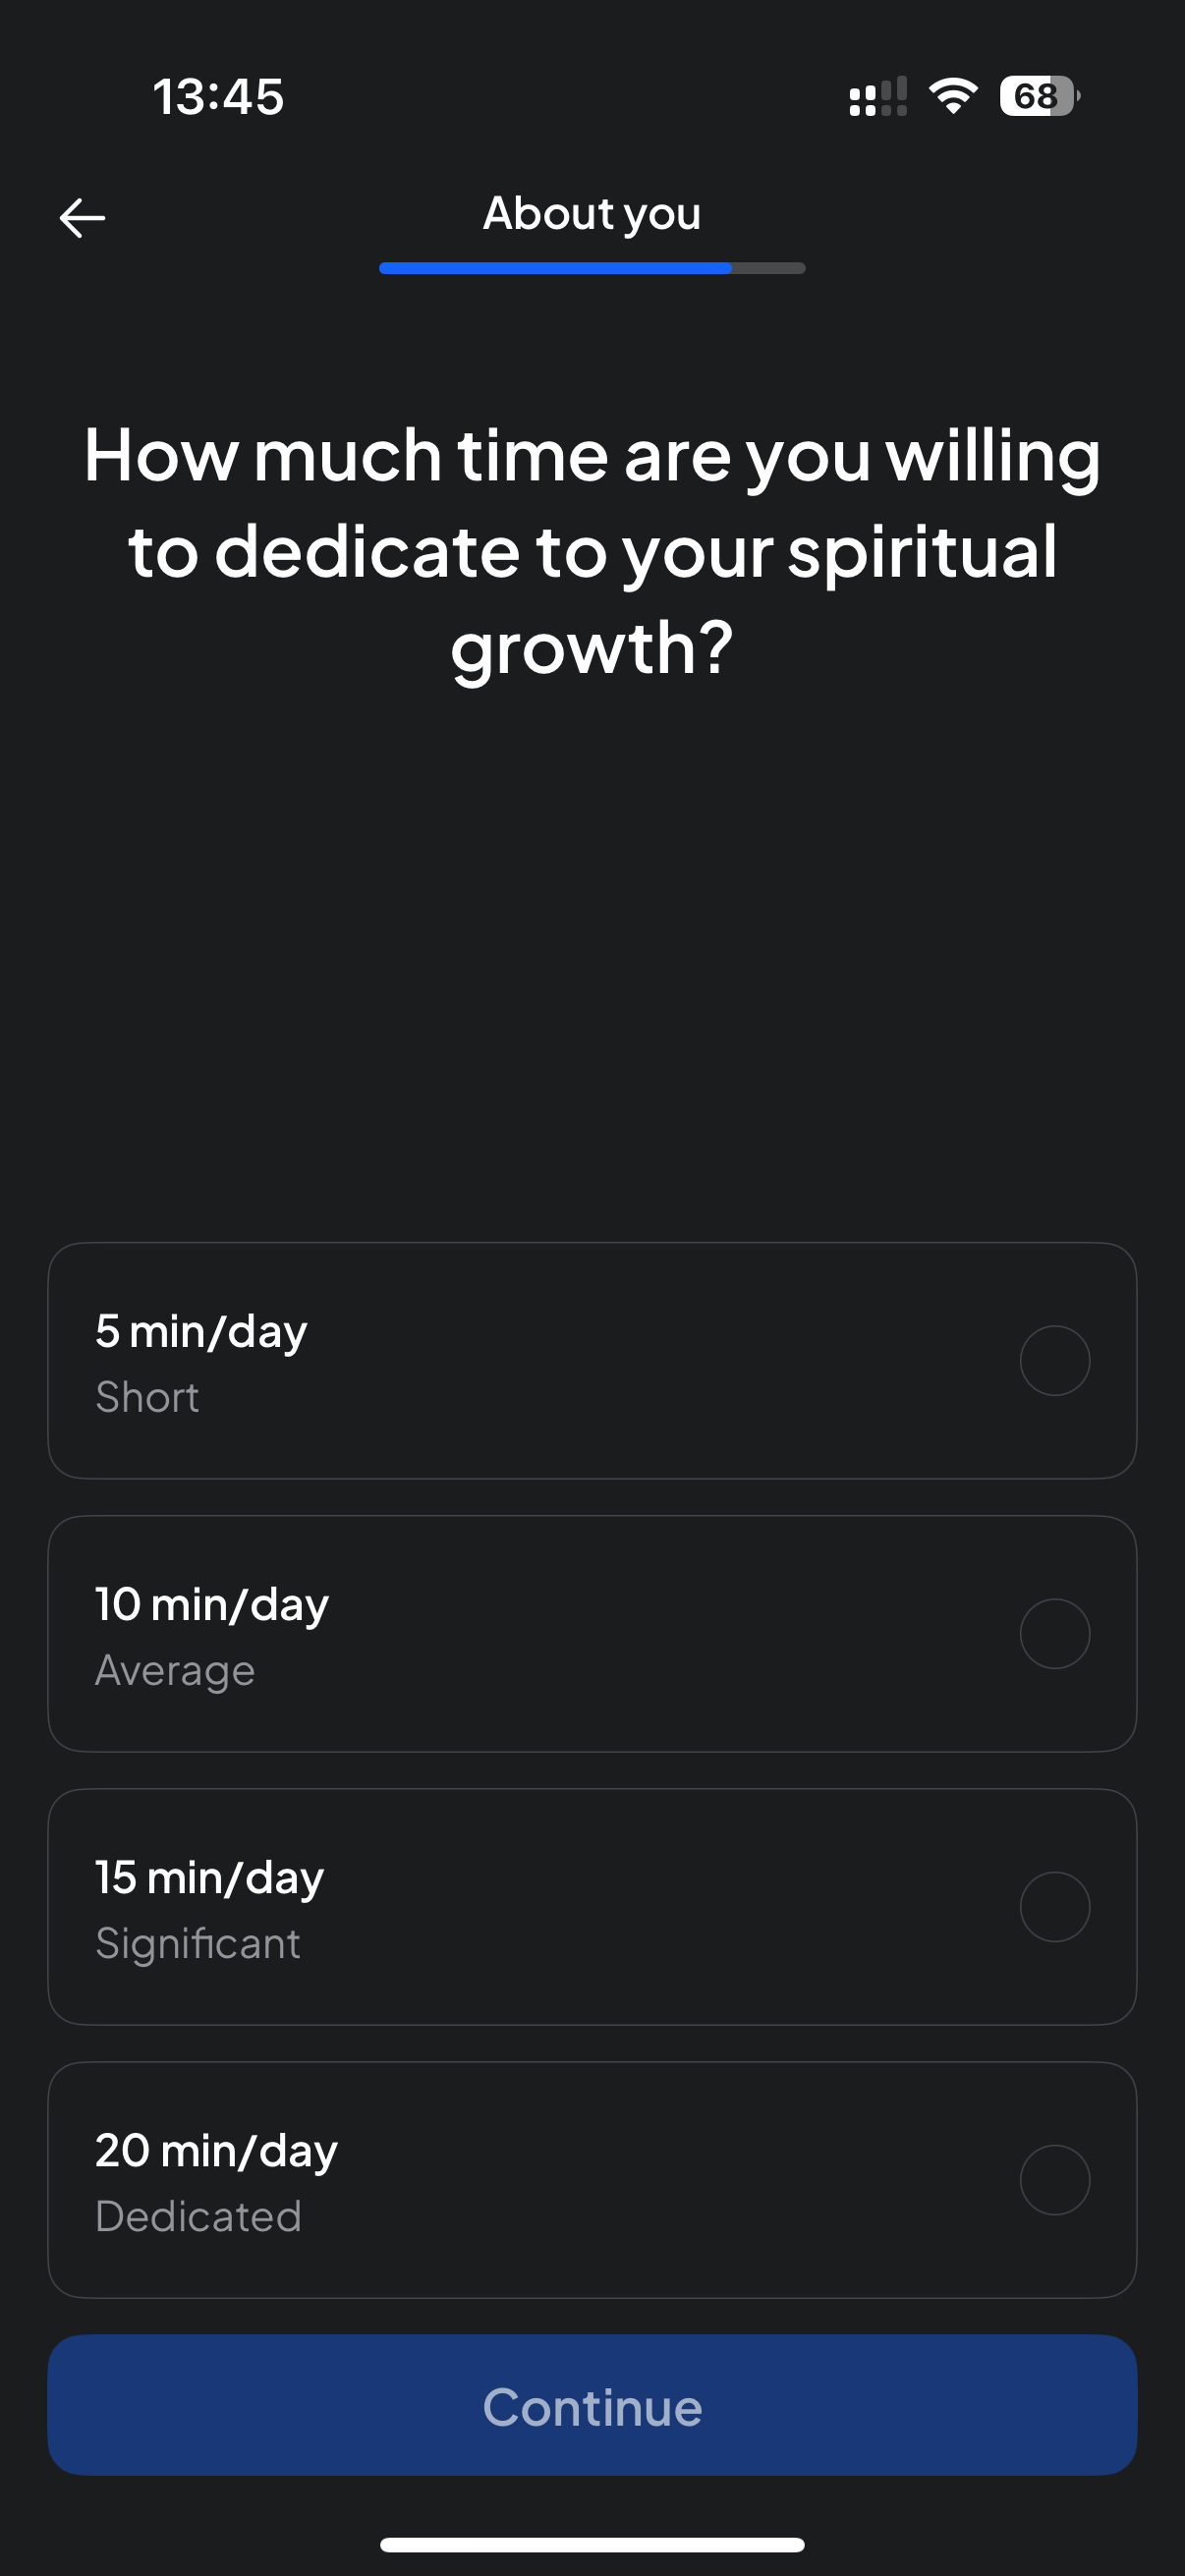 13:45
68
About you
How much time are you willing
to dedicate to your spiritual
growth?
5 min/day
Short
10 min/day
Average
15 min/day
Significant
20 min/day
Dedicated
Continue